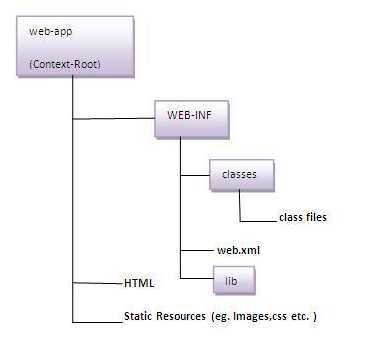 web-app
(Context-Root)
WEB-INF
classes
class files
web.xml
lib
HTML
Static Resources (eg. Images,css etc. )